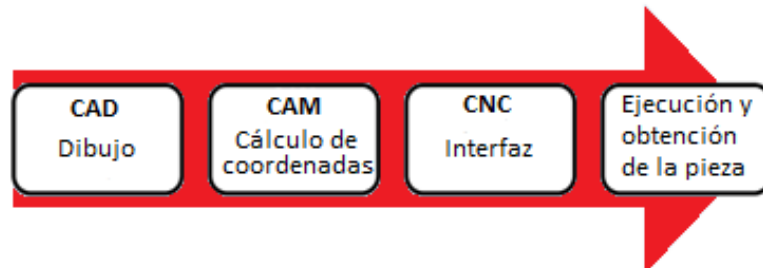 CAD
Dibujo
CAM
Cálculo de
coordenadas
CNC
Interfaz
Ejecución y
obtención
de la pieza